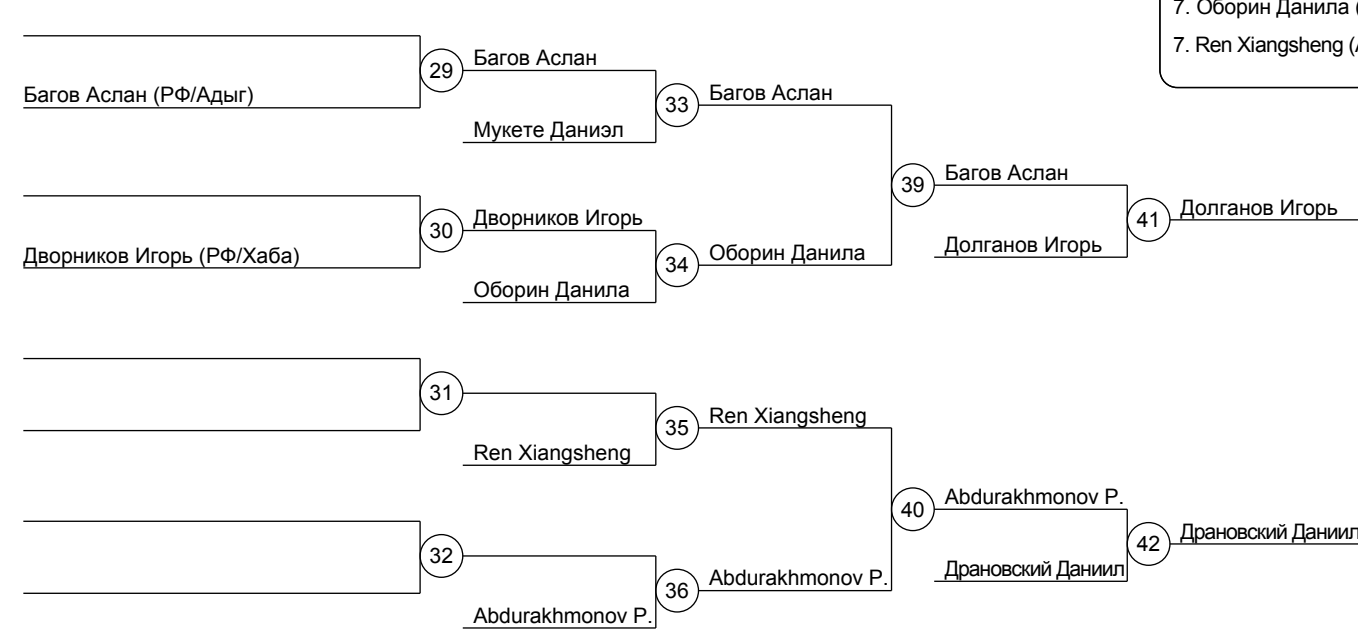 7. Оборин Данила (
7. Ren Xiangsheng (
29
Багов Аслан
Багов Аслан (РФ/Адыг)
33
Багов Аслан
Мукете Даниэл
39
Багов Аслан
30
Дворников Игорь
41
Долганов Игорь
Дворников Игорь (РФ/Хаба)
34
Оборин Данила
Долганов Игорь
Оборин Данила
31
35
Ren Xiangsheng
Ren Xiangsheng
40
Abdurakhmonov P.
32
42
Драновский Даниил
36
Abdurakhmonov P.
Драновский Даниил
Abdurakhmonov P.